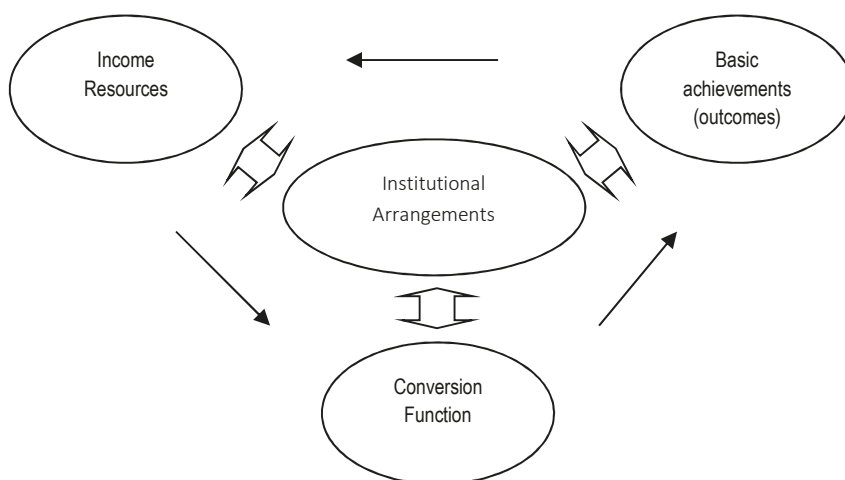 Income
Resources
Basic
achievements
(outcomes)
Institutional
Arrangements
Conversion
Function